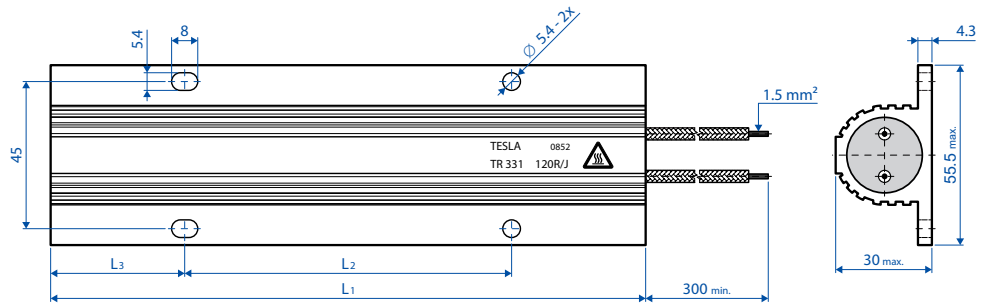 8
5.4
Ø 5.4 - 2x
4.3
1.5 mm²
45
TESLA 0852
TR 331 120R/J
55.5 max.
L3
L2
30 max.
L1
300 min.